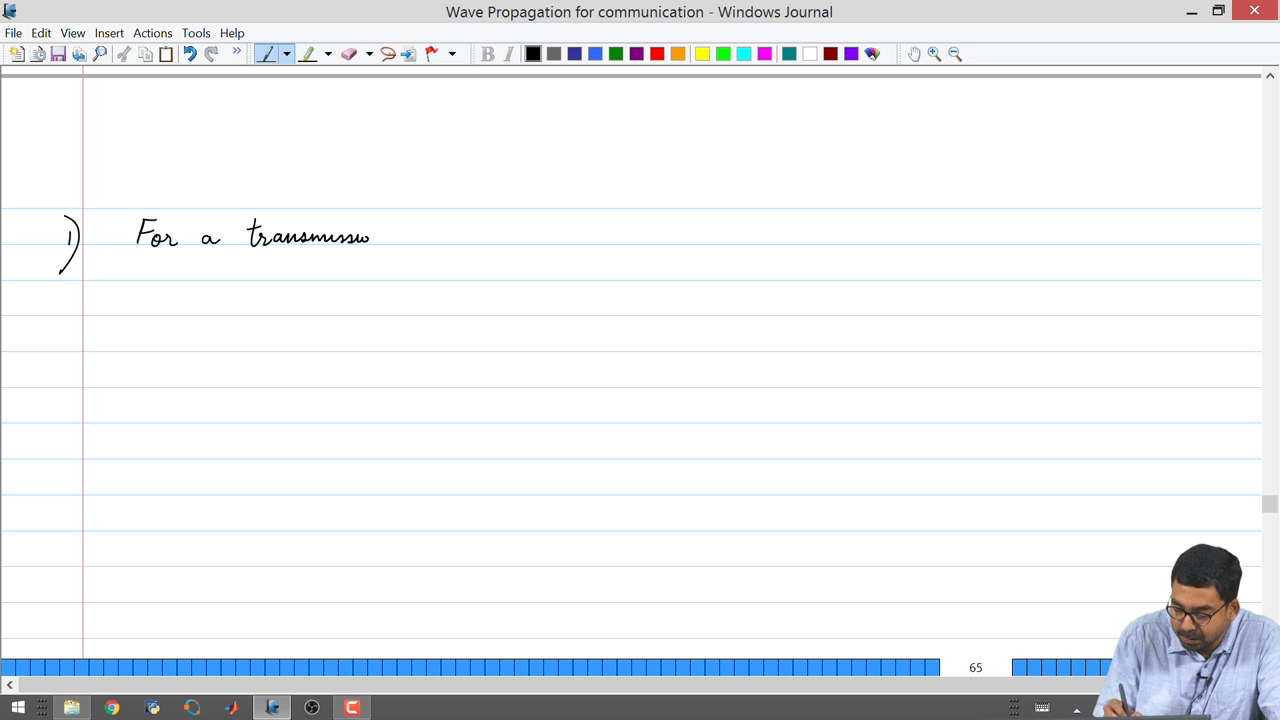 Wave Propagation for communication - Windows Journal
File Edit View Insert Actions Tools Help
1) For a transmissio
65